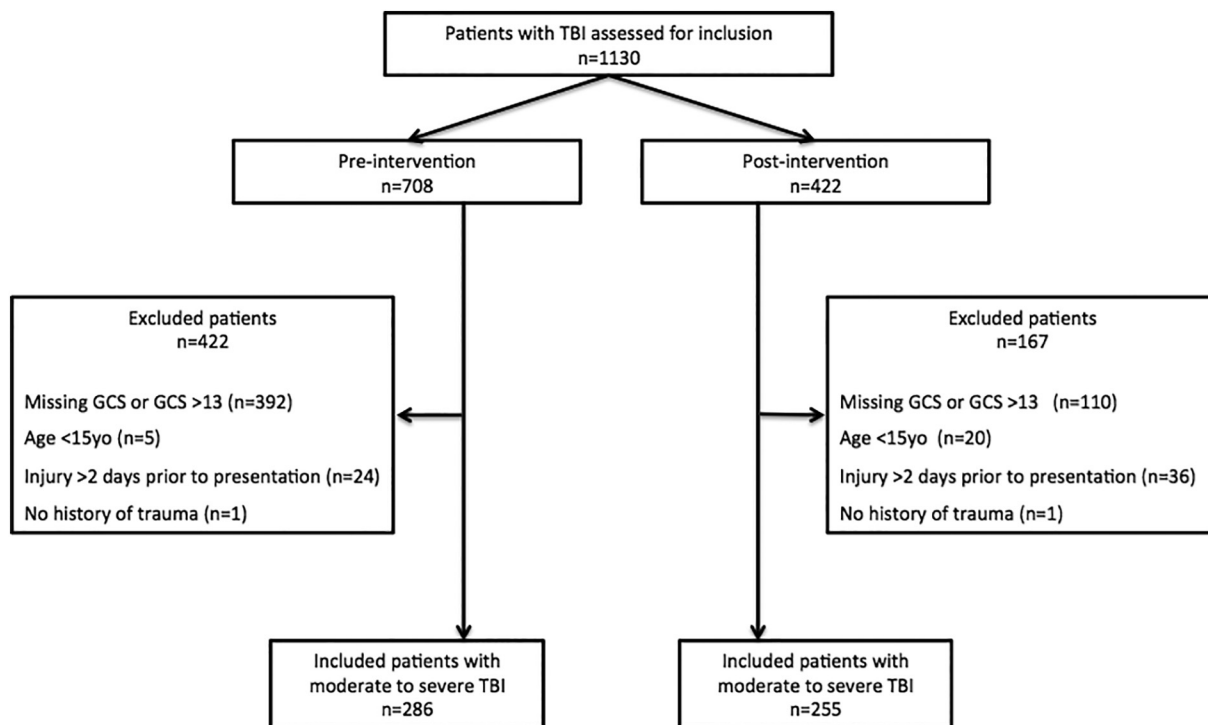 Patients with TBI assessed for inclusion
n=1130
Pre-intervention
n=708
Post-intervention
n=422
Excluded patients
n=422
Missing GCS or GCS >13 (n=392)
Age <15yo (n=5)
Injury >2 days prior to presentation (n=24)
No history of trauma (n=1)
Excluded patients
n=167
Missing GCS or GCS >13 (n=110)
Age <15yo (n=20)
Injury >2 days prior to presentation (n=36)
No history of trauma (n=1)
Included patients with
moderate to severe TBI
n=286
Included patients with
moderate to severe TBI
n=255